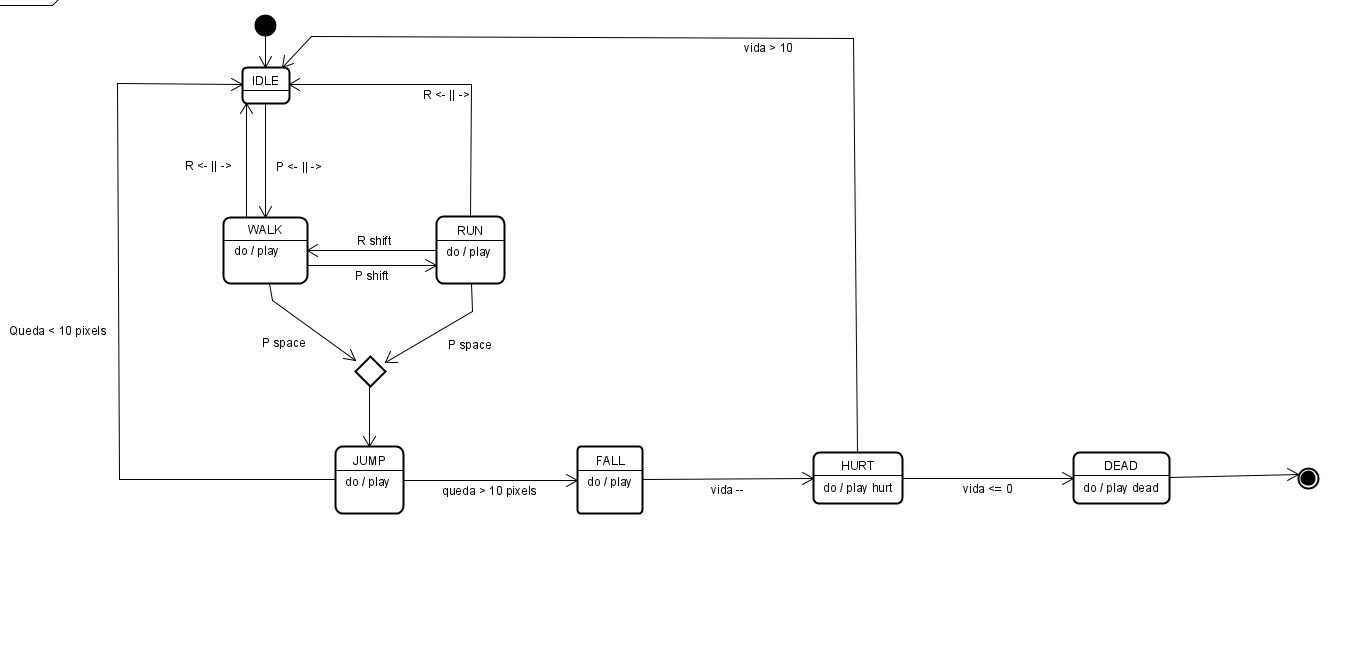 vida > 10
IDLE
R <- || ->
R <- || ->
P <- || ->
WALK
do / play
RUN
do / play
R shift
P shift
Queda < 10 pixels
P space
P space
JUMP
do / play
queda > 10 pixels
FALL
do / play
vida --
HURT
do / play hurt
vida <= 0
DEAD
do / play dead